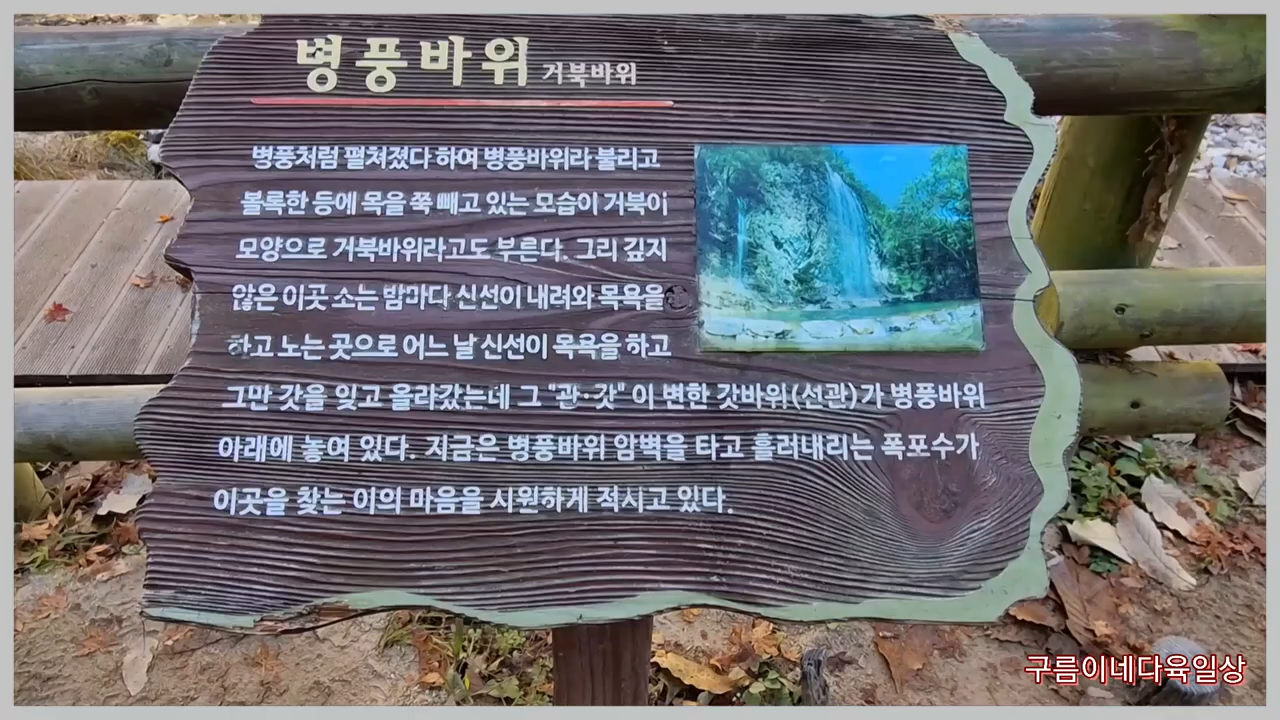 병풍바위 거북바위
병풍처럼 펼쳐졌다 하여 병풍바위라 불리고
볼록한 등에 목을 쭉 빼고 있는 모습이 거북이
모양으로 거북바위라고도 부른다. 그리 깊지
않은 이곳 소는 밤마다 신선이 내려와 목욕을
하고 노는 곳으로 어느 날 신선이 목욕을 하고
그만 갓을 잊고 올라갔는데 그 "관·갓" 이 변한 갓바위(선관)가 병풍바위
아래에 놓여 있다. 지금은 병풍바위 암벽을 타고 흘러내리는 폭포수가
이곳을 찾는 이의 마음을 시원하게 적시고 있다.
구름이네다육일상